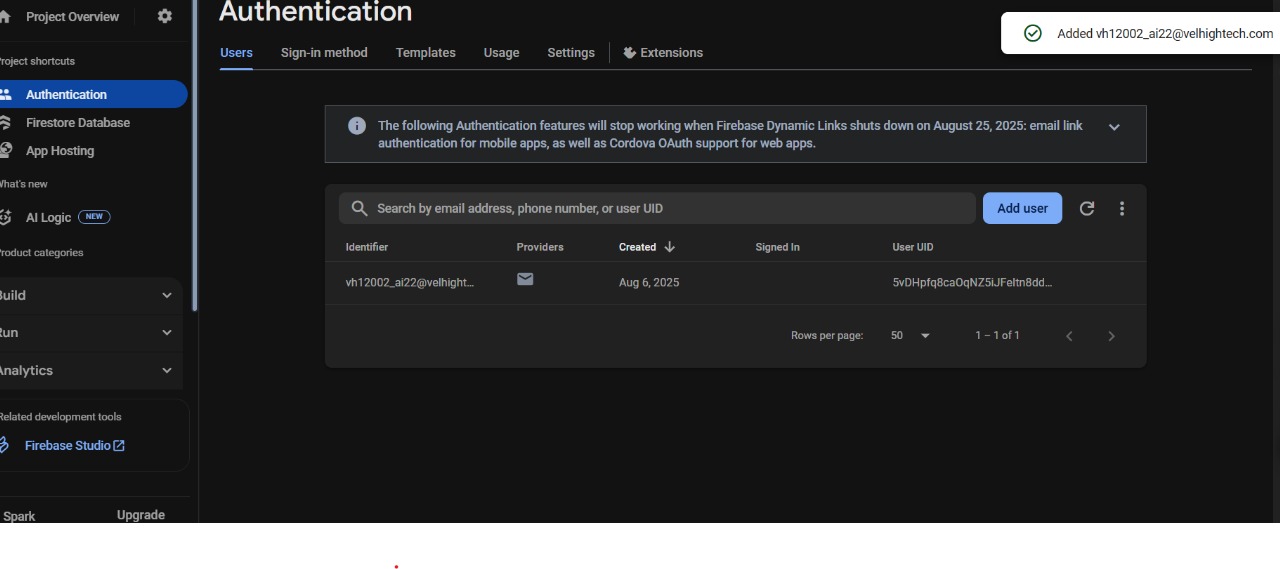 Project Overview
Project shortcuts
Authentication
Firestore Database
App Hosting
What's new
AI Logic NEW
Product categories
Build
Run
Analytics
Related development tools
Firebase Studio
Spark Upgrade
Authentication
Added vh12002_ai22@velhightech.com
Users Sign-in method Templates Usage Settings Extensions
The following Authentication features will stop working when Firebase Dynamic Links shuts down on August 25, 2025: email link
authentication for mobile apps, as well as Cordova OAuth support for web apps.
Search by email address, phone number, or user UID Add user
Identifier Providers Created Signed In User UID
vh12002_ai22@velhight... Aug 6, 2025 5vDHpfq8caOqNZ5iJFeltn8dd...
Rows per page: 50 1 – 1 of 1